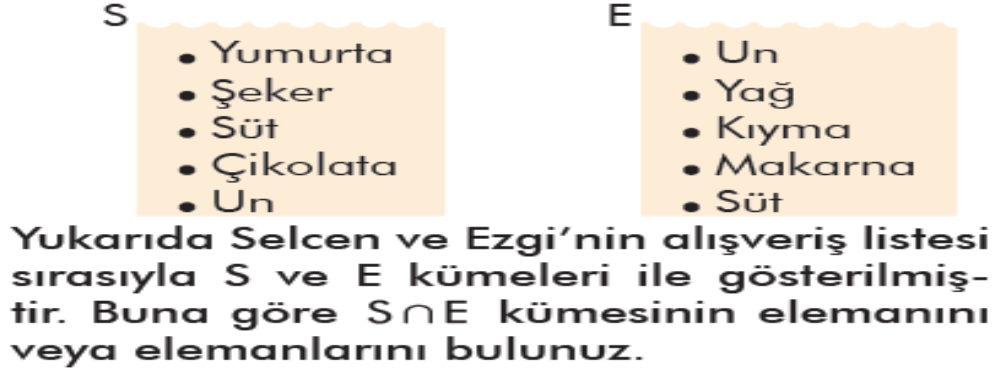 S
• Yumurta
• Şeker
• Süt
• Çikolata
• Un
E
• Un
• Yağ
• Kıyma
• Makarna
• Süt
Yukarıda Selcen ve Ezgi’nin alışveriş listesi
sırasıyla S ve E kümeleri ile gösterilmiş-
tir. Buna göre S∩E kümesinin elemanını
veya elemanlarını bulunuz.